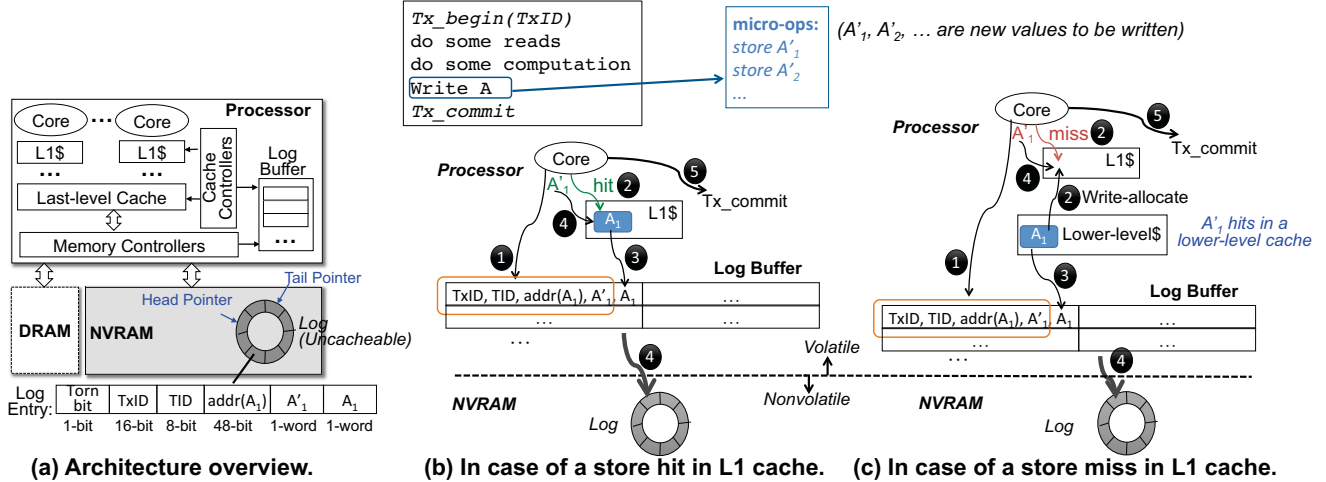 Tx_begin(TxID)
do some reads
do some computation
Write A
Tx_commit
micro-ops:
store A'1
store A'2
...
(A'1, A'2, ... are new values to be written)
Processor
Core ... Core
L1$ L1$
... ...
Last-level Cache
Cache Controllers
Log Buffer
...
Memory Controllers
DRAM
NVRAM
Head Pointer
Tail Pointer
Log (Uncacheable)
Log Entry:
Torn bit TxID TID addr(A1) A'1 A1
1-bit 16-bit 8-bit 48-bit 1-word 1-word
(a) Architecture overview.
Processor
Core
A'1 hit 2
5
Tx_commit
4
A1 L1$
1
3
Log Buffer
TxID, TID, addr(A1), A'1, A1 ...
... ...
...
4
Volatile
Nonvolatile
NVRAM
Log
(b) In case of a store hit in L1 cache.
Processor
Core
A'1 miss 2
5
Tx_commit
L1$
4
2 Write-allocate
A1 Lower-level$
A'1 hits in a
lower-level cache
1
3
Log Buffer
TxID, TID, addr(A1), A'1, A1 ...
... ...
...
4
NVRAM
Log
(c) In case of a store miss in L1 cache.